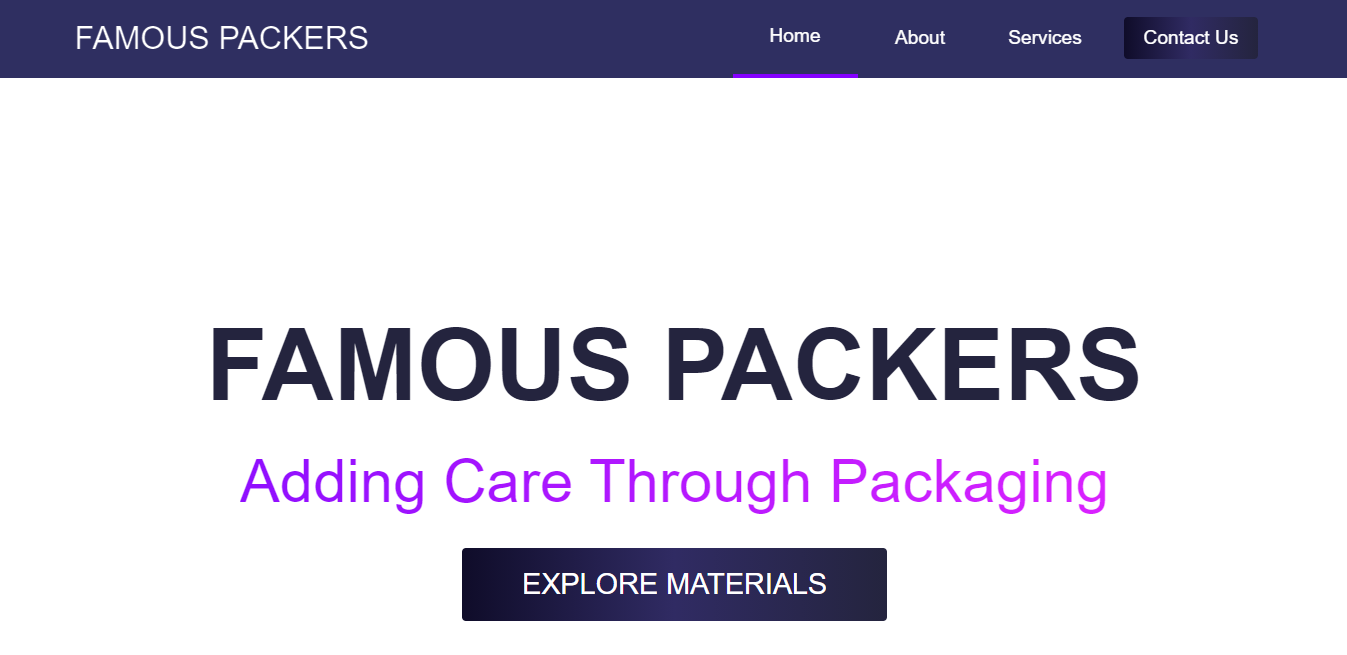 FAMOUS PACKERS Home About Services Contact Us
FAMOUS PACKERS
Adding Care Through Packaging
EXPLORE MATERIALS